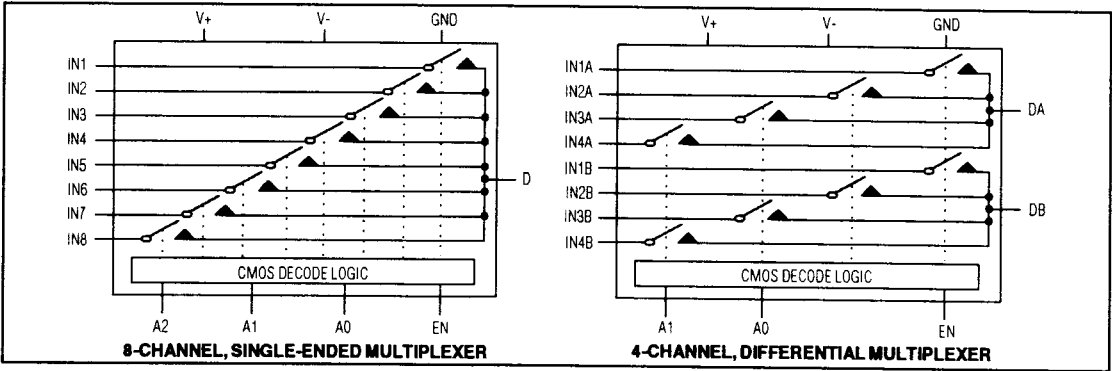 V+ V- GND
IN1
IN2
IN3
IN4
IN5
IN6
IN7
IN8
D
CMOS DECODE LOGIC
A2 A1 A0 EN
8-CHANNEL, SINGLE-ENDED MULTIPLEXER
V+ V- GND
IN1A
IN2A
IN3A
IN4A
IN1B
IN2B
IN3B
IN4B
DA
DB
CMOS DECODE LOGIC
A1 A0 EN
4-CHANNEL, DIFFERENTIAL MULTIPLEXER